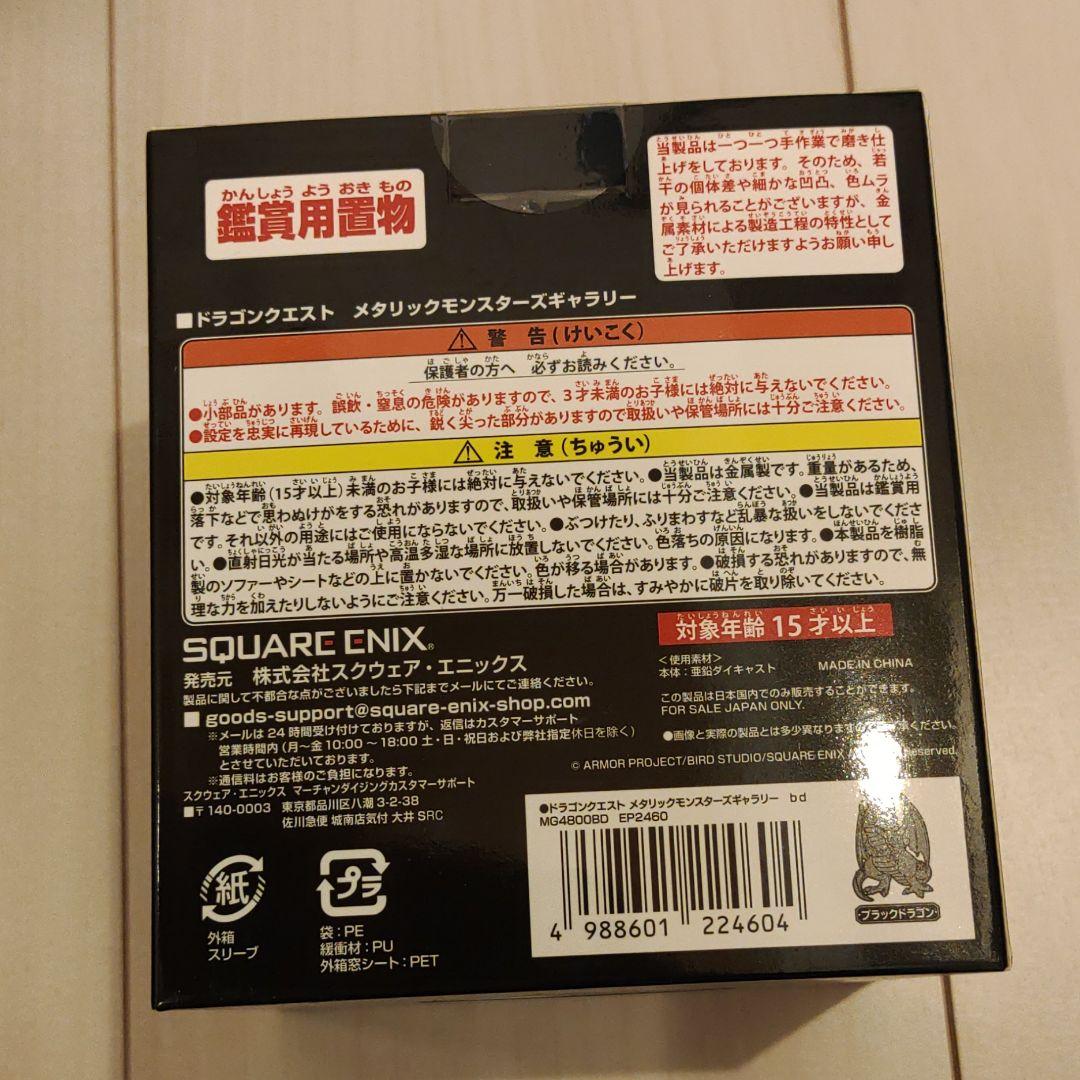 鑑賞用置物
当製品は一つ一つ手作業で磨き仕
上げをしております。そのため、若
干の個体差や細かな凹凸、色ムラ
が見られることがございますが、金
属素材による製造工程の特性として
ご了承いただけますようお願い申し
上げます。
■ドラゴンクエスト　メタリックモンスターズギャラリー
警 告(けいこく)
保護者の方へ 必ずお読みください。
●小部品があります。誤飲・窒息の危険がありますので、3才未満のお子様には絶対に与えないでください。
●設定を忠実に再現しているために、鋭く尖った部分がありますので取扱いや保管場所には十分ご注意ください。
注 意(ちゅうい)
●対象年齢(15才以上)未満のお子様には絶対に与えないでください。●当製品は金属製です。重量があるため、
落下などで思わぬけがをする恐れがありますので、取扱いや保管場所には十分ご注意ください。●当製品は鑑賞用
です。それ以外の用途にはご使用にならないでください。●ぶつけたり、ふりまわすなど乱暴な扱いをしないでくださ
い。●直射日光が当たる場所や高温多湿な場所に放置しないでください。色落ちの原因になります。●本製品を樹脂
製のソファーやシートなどの上に置かないでください。色が移る場合があります。●破損する恐れがありますので、無
理な力を加えたりしないようにご注意ください。万一破損した場合は、すみやかに破片を取り除いてください。
SQUARE ENIX®
発売元　株式会社スクウェア・エニックス
製品に関して不都合な点がございましたら下記までメールにてご連絡ください。
■goods-support@square-enix-shop.com
※メールは24時間受け付けておりますが、返信はカスタマーサポート
営業時間内(月～金 10:00～18:00 土・日・祝日および弊社指定休日を除く)
とさせていただいております。
※通信料はお客様のご負担になります。
スクウェア・エニックス マーチャンダイジングカスタマーサポート
■〒140-0003　東京都品川区八潮 3-2-38
佐川急便 城南店気付 大井 SRC
対象年齢 15才以上
＜使用素材＞
本体：亜鉛ダイキャスト
MADE IN CHINA
この製品は日本国内でのみ販売することができます。
FOR SALE JAPAN ONLY.
●画像と実際の製品とは多少異なりますのでご了承ください。
© ARMOR PROJECT/BIRD STUDIO/SQUARE ENIX All Rights Reserved.
紙
外箱
スリーブ
プラ
袋：PE
緩衝材：PU
外箱窓シート：PET
●ドラゴンクエスト メタリックモンスターズギャラリー　bd
MG4800BD　EP2460
4 988601 224604
ブラックドラゴン